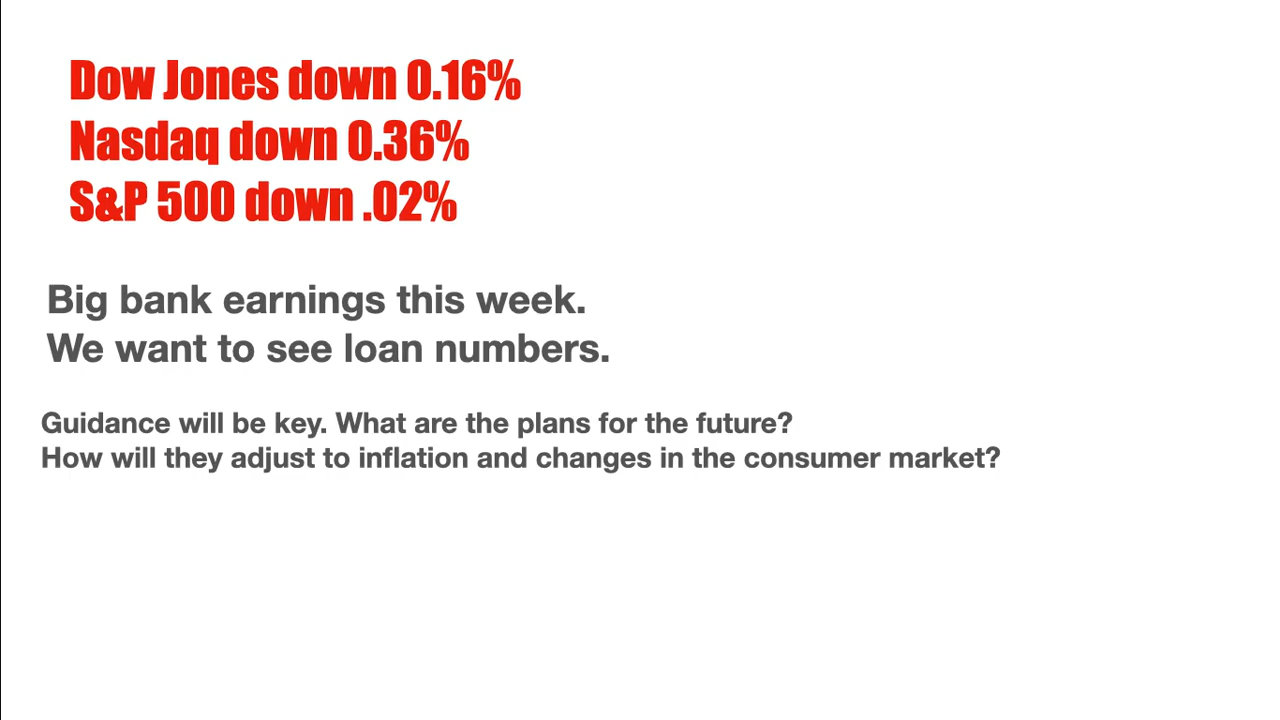 Dow Jones down 0.16%
Nasdaq down 0.36%
S&P 500 down .02%
Big bank earnings this week.
We want to see loan numbers.
Guidance will be key. What are the plans for the future?
How will they adjust to inflation and changes in the consumer market?